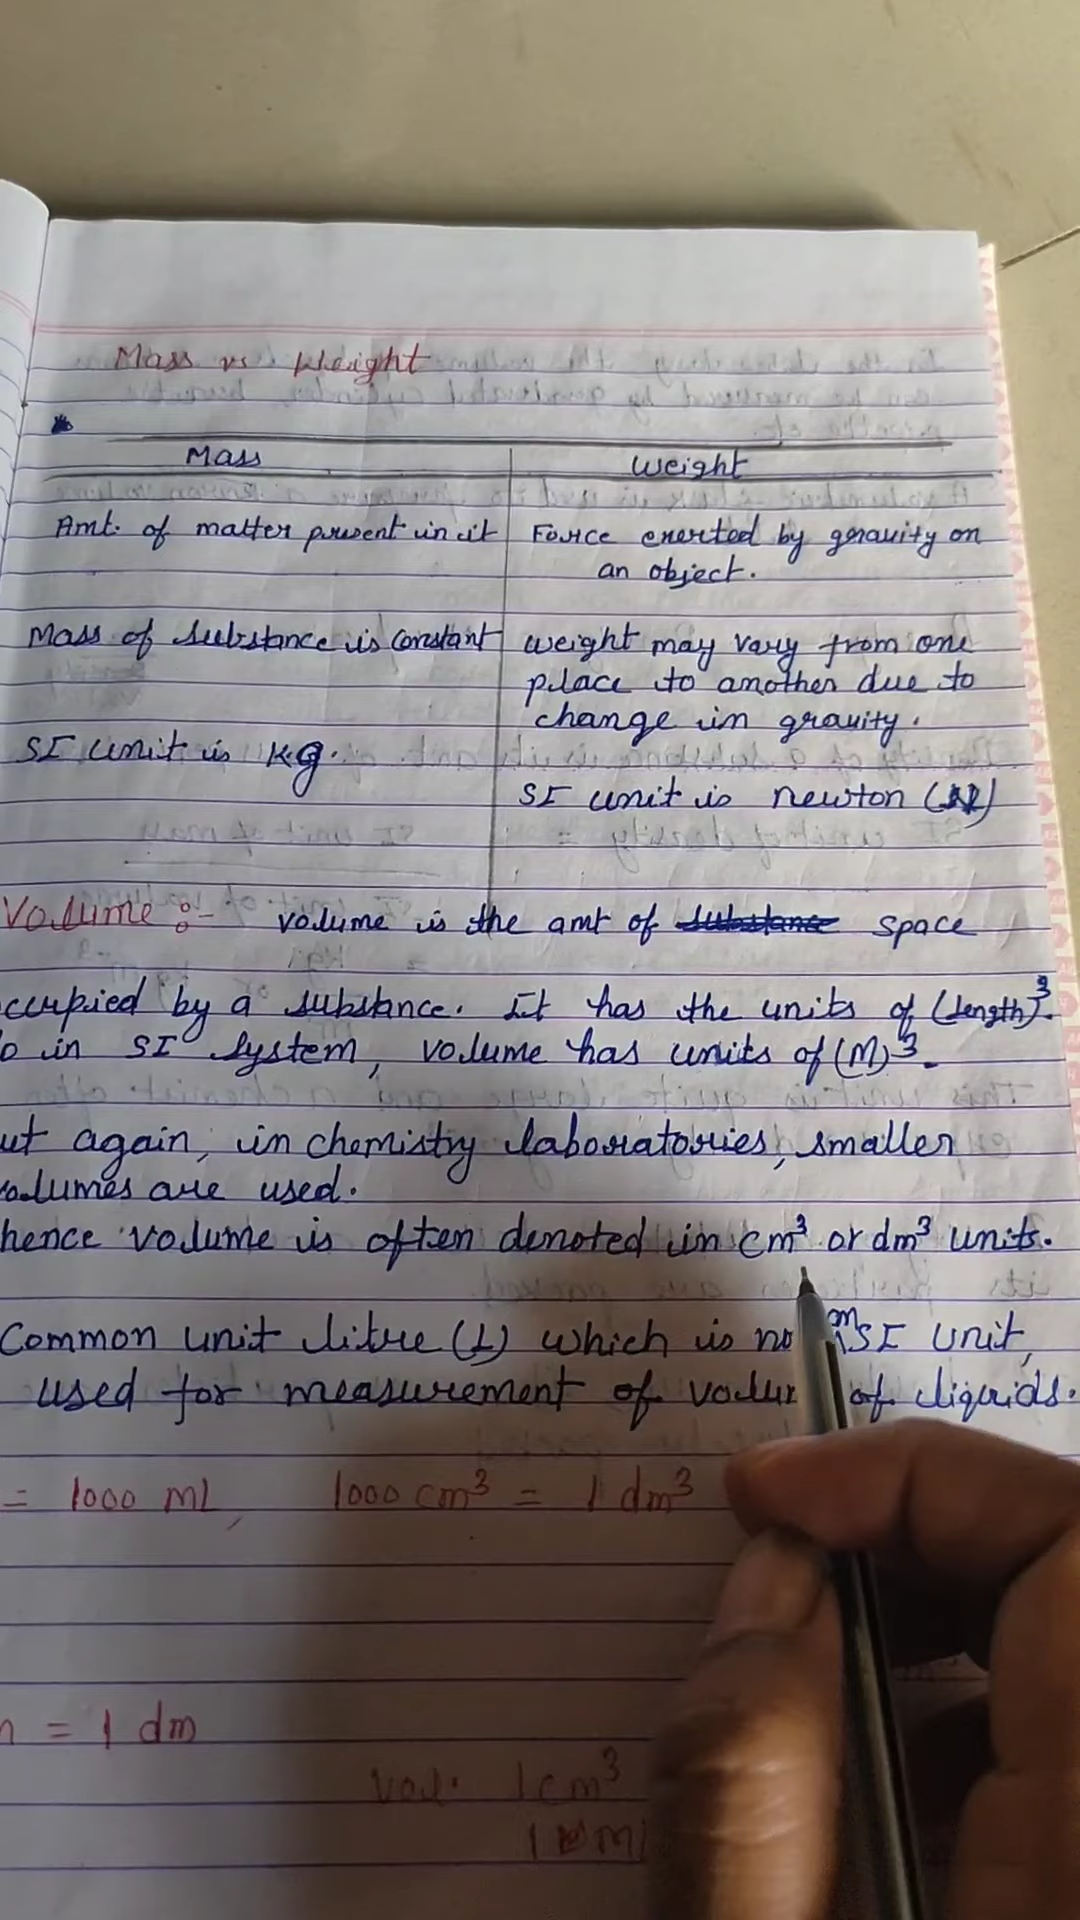 Mass vs Weight
Mass
Weight
Amt. of matter present in it
Force exerted by gravity on
an object.
Mass of substance is constant
weight may vary from one
place to another due to
change in gravity.
SI unit is kg.
SI unit is newton (N)
Volume :- volume is the amt of substance space
ccupied by a substance. It has the units of (length)³.
o in SI system, volume has units of (M)³.
ut again, in chemistry laboratories, smaller
volumes are used.
hence volume is often denoted in cm³ or dm³ units.
Common unit litre (L) which is no SI unit,
used for measurement of of liquids.
= 1000 ml, 1000 cm³ = 1 dm³
= 1 dm
Vol. 1 cm³